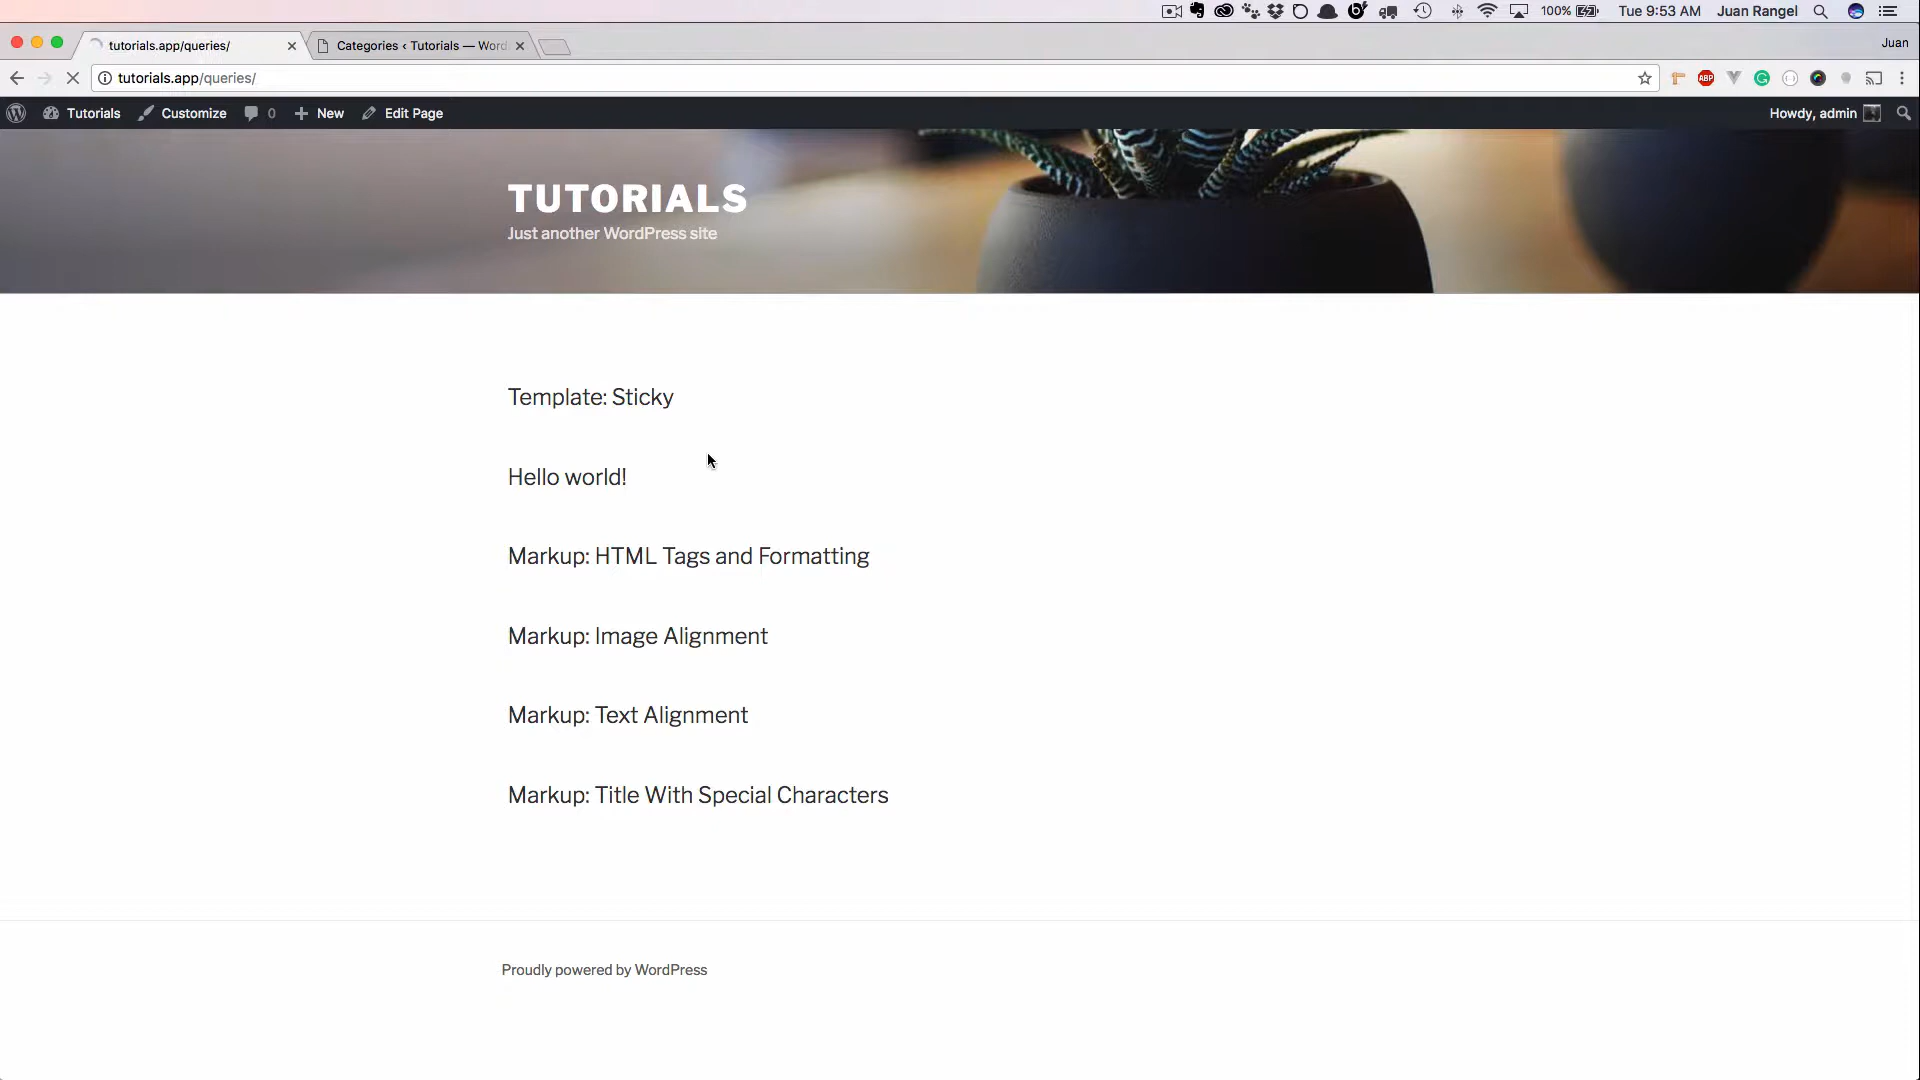 100%
Tue 9:53 AM
Juan Rangel
tutorials.app/queries/
Categories ‹ Tutorials — Word
Juan
tutorials.app/queries/
ABP
Tutorials
Customize
0
New
Edit Page
Howdy, admin
TUTORIALS
Just another WordPress site
Template: Sticky
Hello world!
Markup: HTML Tags and Formatting
Markup: Image Alignment
Markup: Text Alignment
Markup: Title With Special Characters
Proudly powered by WordPress